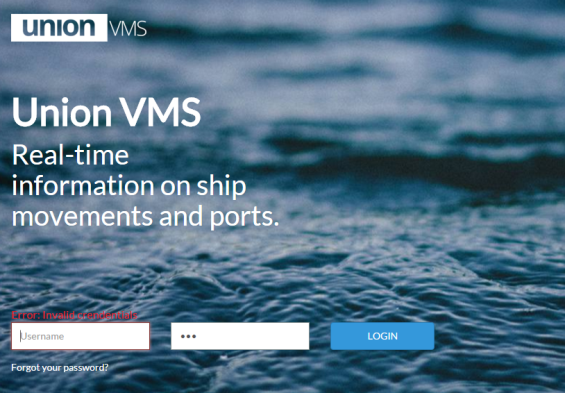 union VMS
Union VMS
Real-time
information on ship
movements and ports.
Error: Invalid credentials
Username
•••
LOGIN
Forgot your password?